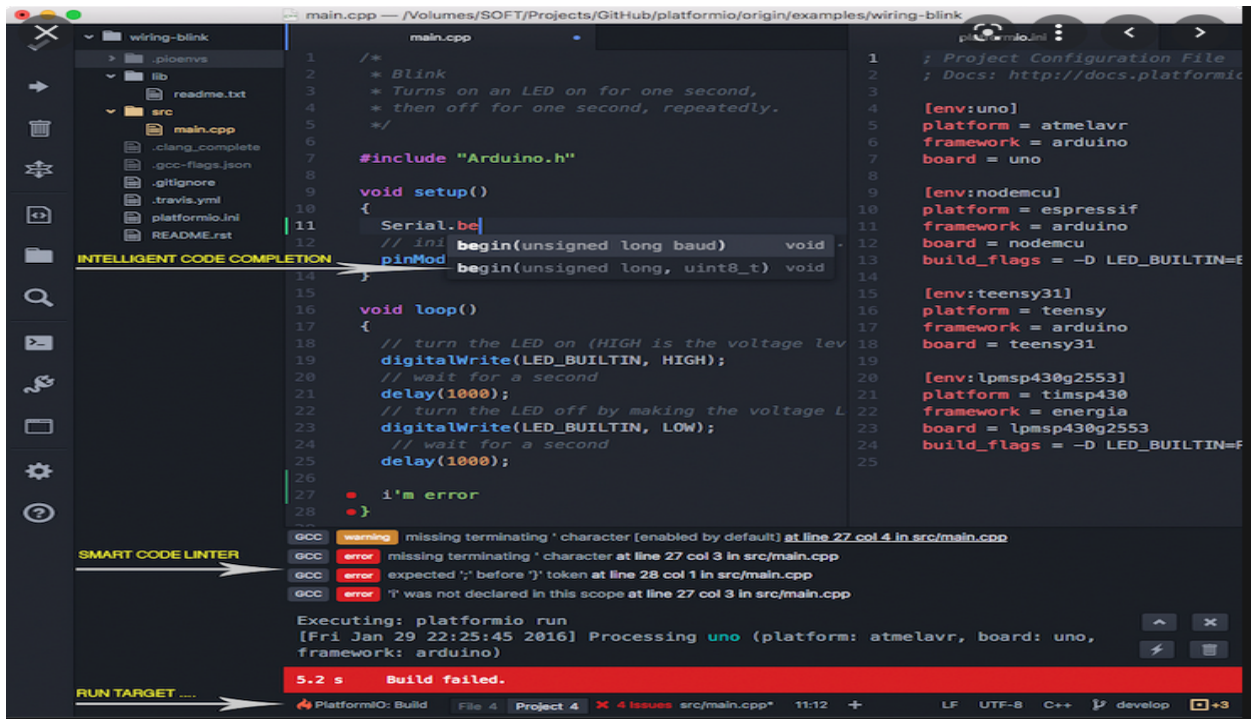 main.cpp — /Volumes/SOFT/Projects/GitHub/platformio/origin/examples/wiring-blink
wiring-blink
.pioenvs
lib
readme.txt
src
main.cpp
.clang_complete
.gcc-flags.json
.gitignore
.travis.yml
platformio.ini
README.rst
INTELLIGENT CODE COMPLETION
SMART CODE LINTER
RUN TARGET ....
main.cpp
1 /*
2 * Blink
3 * Turns on an LED on for one second,
4 * then off for one second, repeatedly.
5 */
6
7 #include "Arduino.h"
8
9 void setup()
10 {
11 Serial.be
12 // ini
begin(unsigned long baud) void
pinMod
begin(unsigned long, uint8_t) void
14 }
15
16 void loop()
17 {
18 // turn the LED on (HIGH is the voltage lev
19 digitalWrite(LED_BUILTIN, HIGH);
20 // wait for a second
21 delay(1000);
22 // turn the LED off by making the voltage L
23 digitalWrite(LED_BUILTIN, LOW);
24 // wait for a second
25 delay(1000);
26
27 i'm error
28 }
1 ; Project Configuration File
2 ; Docs: http://docs.platformio
3
4 [env:uno]
5 platform = atmelavr
6 framework = arduino
7 board = uno
8
9 [env:nodemcu]
10 platform = espressif
11 framework = arduino
12 board = nodemcu
13 build_flags = -D LED_BUILTIN=
14
15 [env:teensy31]
16 platform = teensy
17 framework = arduino
18 board = teensy31
19
20 [env:lpmsp430g2553]
21 platform = timsp430
22 framework = energia
23 board = lpmsp430g2553
24 build_flags = -D LED_BUILTIN=
25
GCC warning missing terminating ' character [enabled by default] at line 27 col 4 in src/main.cpp
GCC error missing terminating ' character at line 27 col 3 in src/main.cpp
GCC error expected ';' before '}' token at line 28 col 1 in src/main.cpp
GCC error 'i' was not declared in this scope at line 27 col 3 in src/main.cpp
Executing: platformio run
[Fri Jan 29 22:25:45 2016] Processing uno (platform: atmelavr, board: uno,
framework: arduino)
5.2 s Build failed.
PlatformIO: Build File 4 Project 4 4 Issues src/main.cpp* 11:12 + LF UTF-8 C++ develop +3